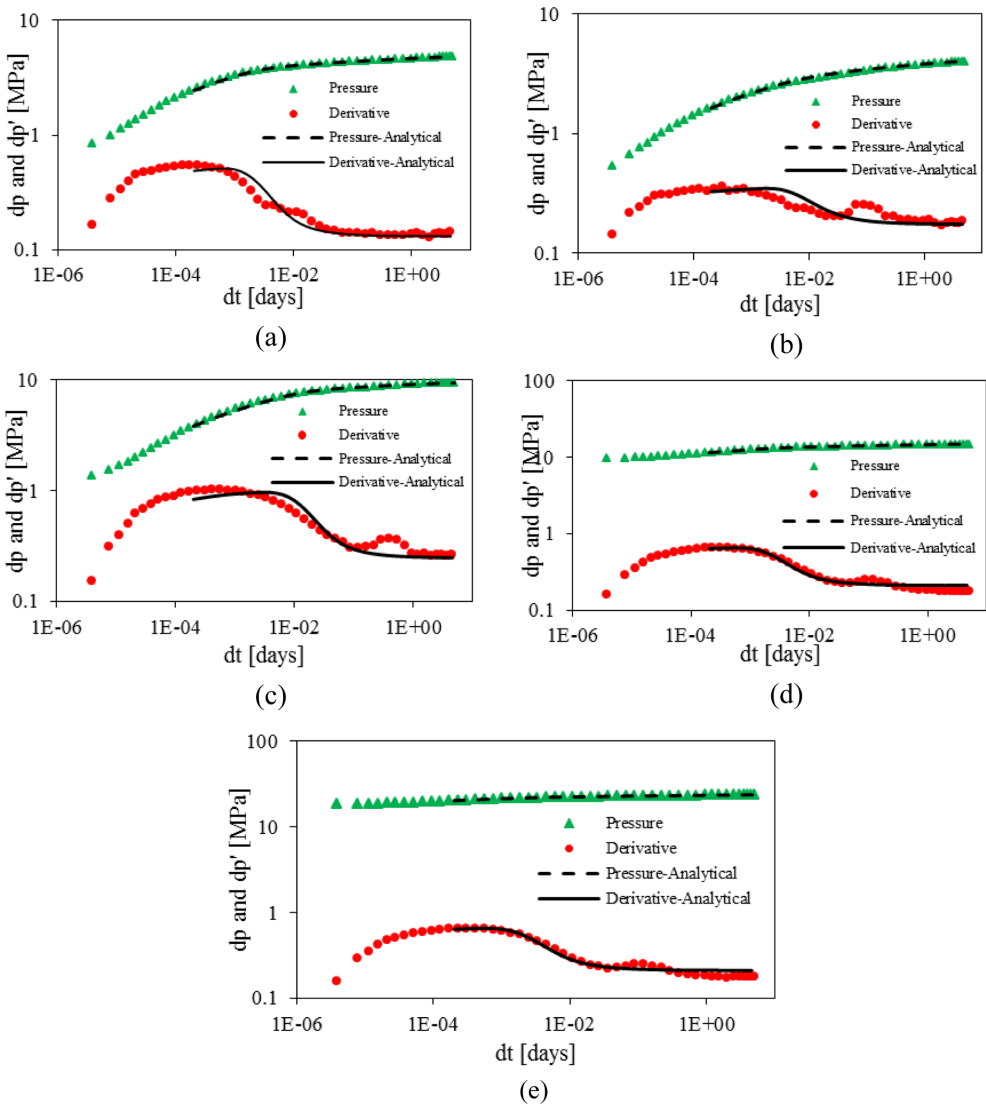 10
1
0.1
dp and dp′ [MPa]
1E-06 1E-04 1E-02 1E+00
dt [days]
Pressure
Derivative
Pressure-Analytical
Derivative-Analytical
(a)
10
1
0.1
dp and dp′ [MPa]
1E-06 1E-04 1E-02 1E+00
dt [days]
Pressure
Derivative
Pressure-Analytical
Derivative-Analytical
(b)
10
1
0.1
dp and dp′ [MPa]
1E-06 1E-04 1E-02 1E+00
dt [days]
Pressure
Derivative
Pressure-Analytical
Derivative-Analytical
(c)
100
10
1
0.1
dp and dp′ [MPa]
1E-06 1E-04 1E-02 1E+00
dt [days]
Pressure
Derivative
Pressure-Analytical
Derivative-Analytical
(d)
100
10
1
0.1
dp and dp′ [MPa]
1E-06 1E-04 1E-02 1E+00
dt [days]
Pressure
Derivative
Pressure-Analytical
Derivative-Analytical
(e)